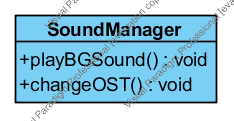 SoundManager
+playBGSound() : void
+changeOST() : void